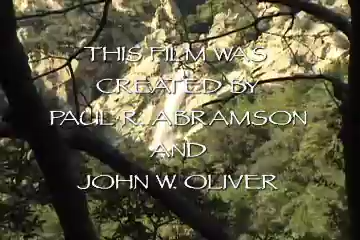 THIS FILM WAS
CREATED BY
PAUL R. ABRAMSON
AND
JOHN W. OLIVER